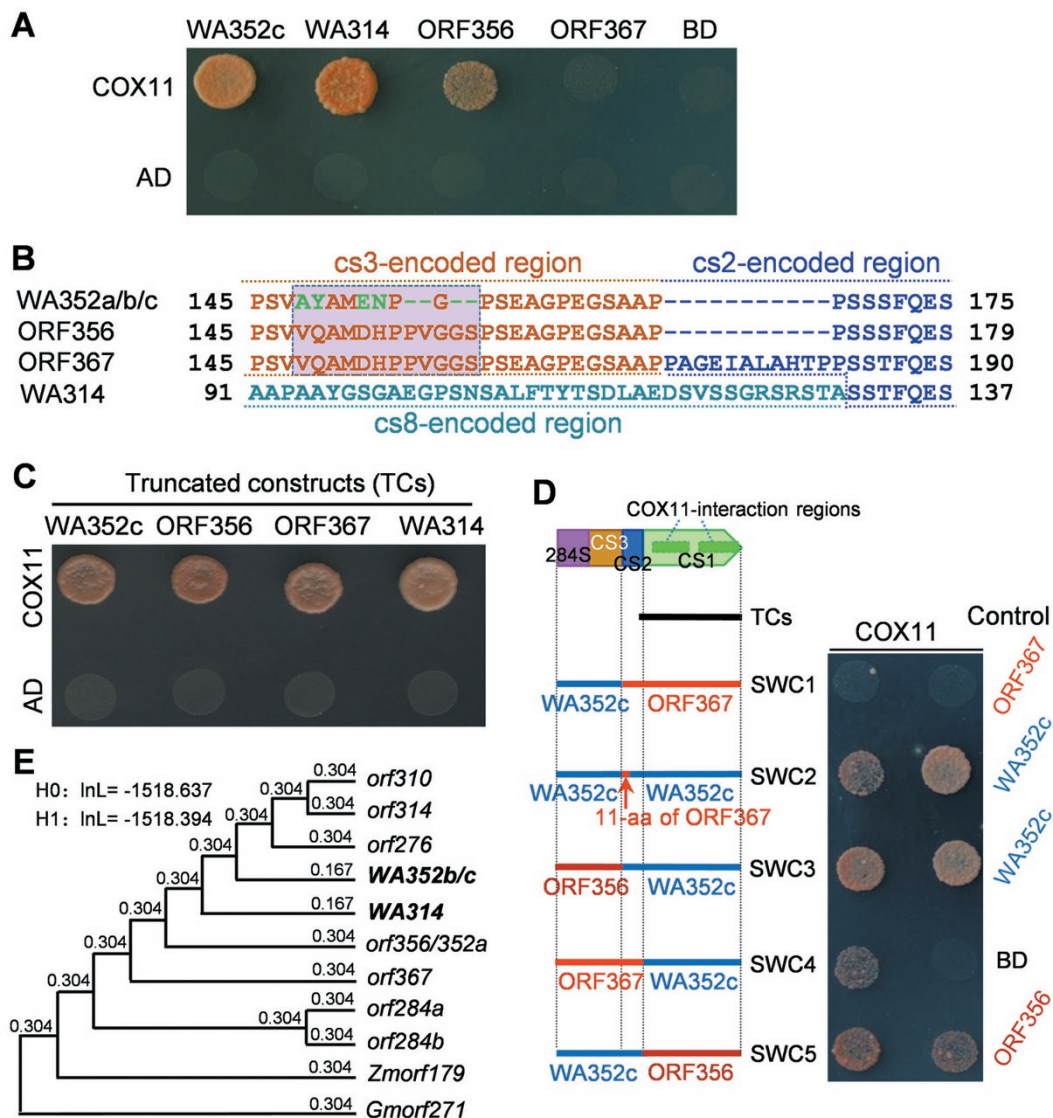 A
WA352c WA314 ORF356 ORF367 BD
COX11
AD
B
cs3-encoded region cs2-encoded region
WA352a/b/c 145 PSVAYAMENP--G--PSEAGPEGSAAP-----------PSSSFQES 175
ORF356 145 PSVVQAMDHPPVGGSPSEAGPEGSAAP-----------PSSTFQES 179
ORF367 145 PSVVQAMDHPPVGGSPSEAGPEGSAAPPAGEIALAHTPPSSTFQES 190
WA314 91 AAPAAYGSGAEGPSNSALFTYTSDLAEDSVSSGRSRSTASSTFQES 137
cs8-encoded region
C
Truncated constructs (TCs)
WA352c ORF356 ORF367 WA314
COX11
AD
D
COX11-interaction regions
284S CS3 CS2 CS1
TCs
Control
COX11
WA352c ORF367 SWC1 ORF367
WA352c WA352c SWC2 WA352c
11-aa of ORF367
ORF356 WA352c SWC3 WA352c
ORF367 WA352c SWC4 BD
WA352c ORF356 SWC5 ORF356
E
H0: lnL= -1518.637
H1: lnL= -1518.394
0.304 0.304 orf310
0.304 0.304 orf314
0.304 orf276
0.304 0.167 WA352b/c
0.304 0.167 WA314
0.304 0.304 orf356/352a
0.304 orf367
0.304 0.304 orf284a
0.304 0.304 orf284b
0.304 Zmorf179
0.304 Gmorf271